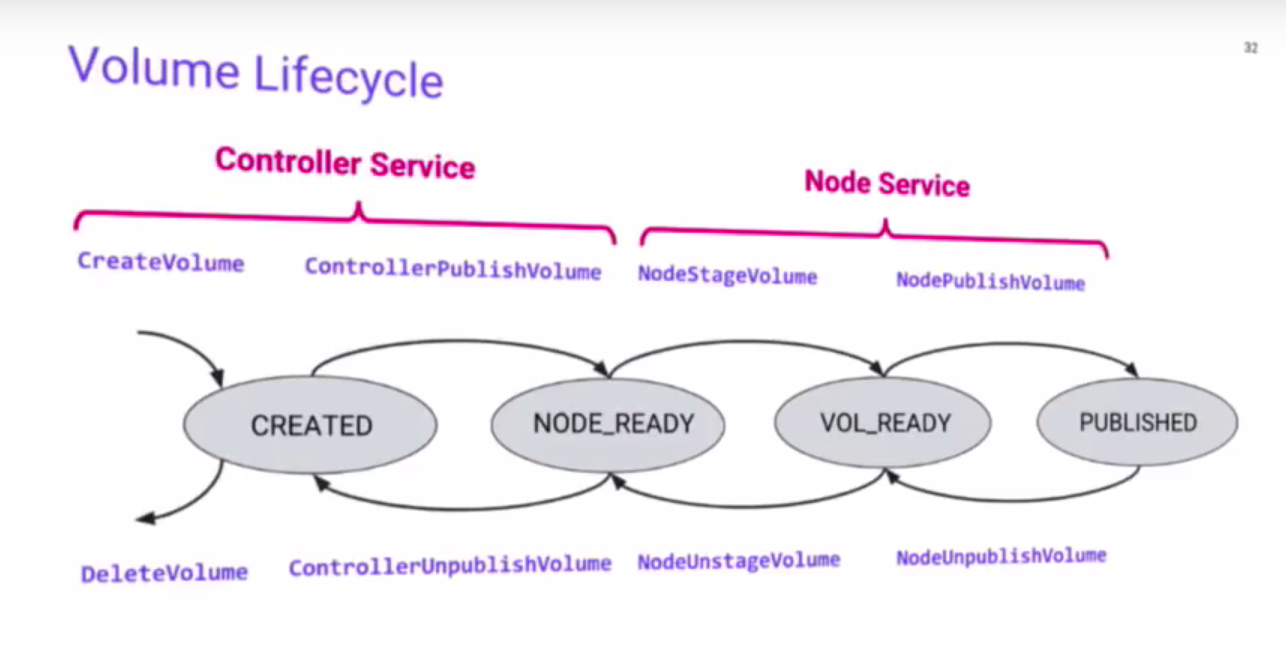 32
Volume Lifecycle
Controller Service
Node Service
CreateVolume
ControllerPublishVolume
NodeStageVolume
NodePublishVolume
CREATED
NODE_READY
VOL_READY
PUBLISHED
DeleteVolume
ControllerUnpublishVolume
NodeUnstageVolume
NodeUnpublishVolume